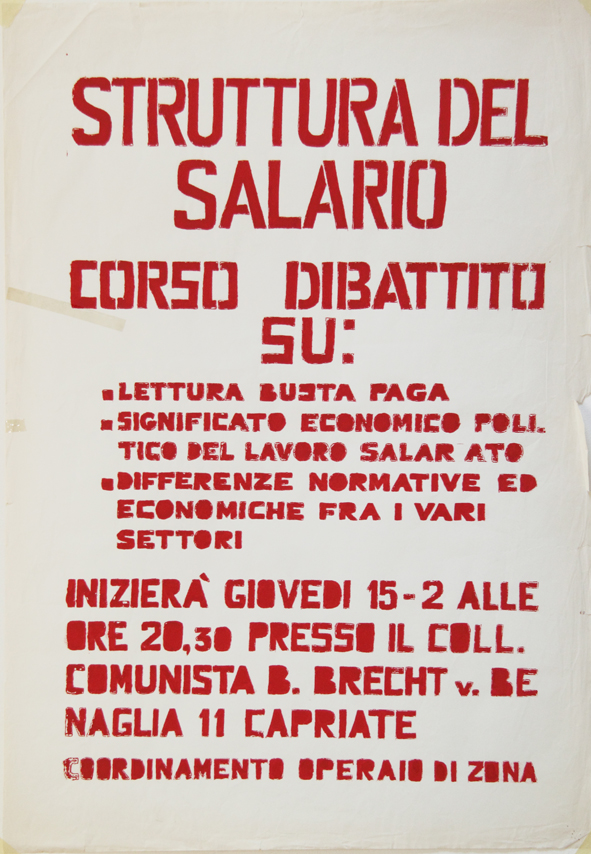 STRUTTURA DEL
SALARIO
CORSO DIBATTITO
SU:
▪ LETTURA BUSTA PAGA
▪ SIGNIFICATO ECONOMICO POLI.
TICO DEL LAVORO SALAR ATO
▪ DIFFERENZE NORMATIVE ED
ECONOMICHE FRA I VARI
SETTORI
INIZIERÀ GIOVEDI 15-2 ALLE
ORE 20,30 PRESSO IL COLL.
COMUNISTA B. BRECHT v. BE
NAGLIA 11 CAPRIATE
COORDINAMENTO OPERAIO DI ZONA